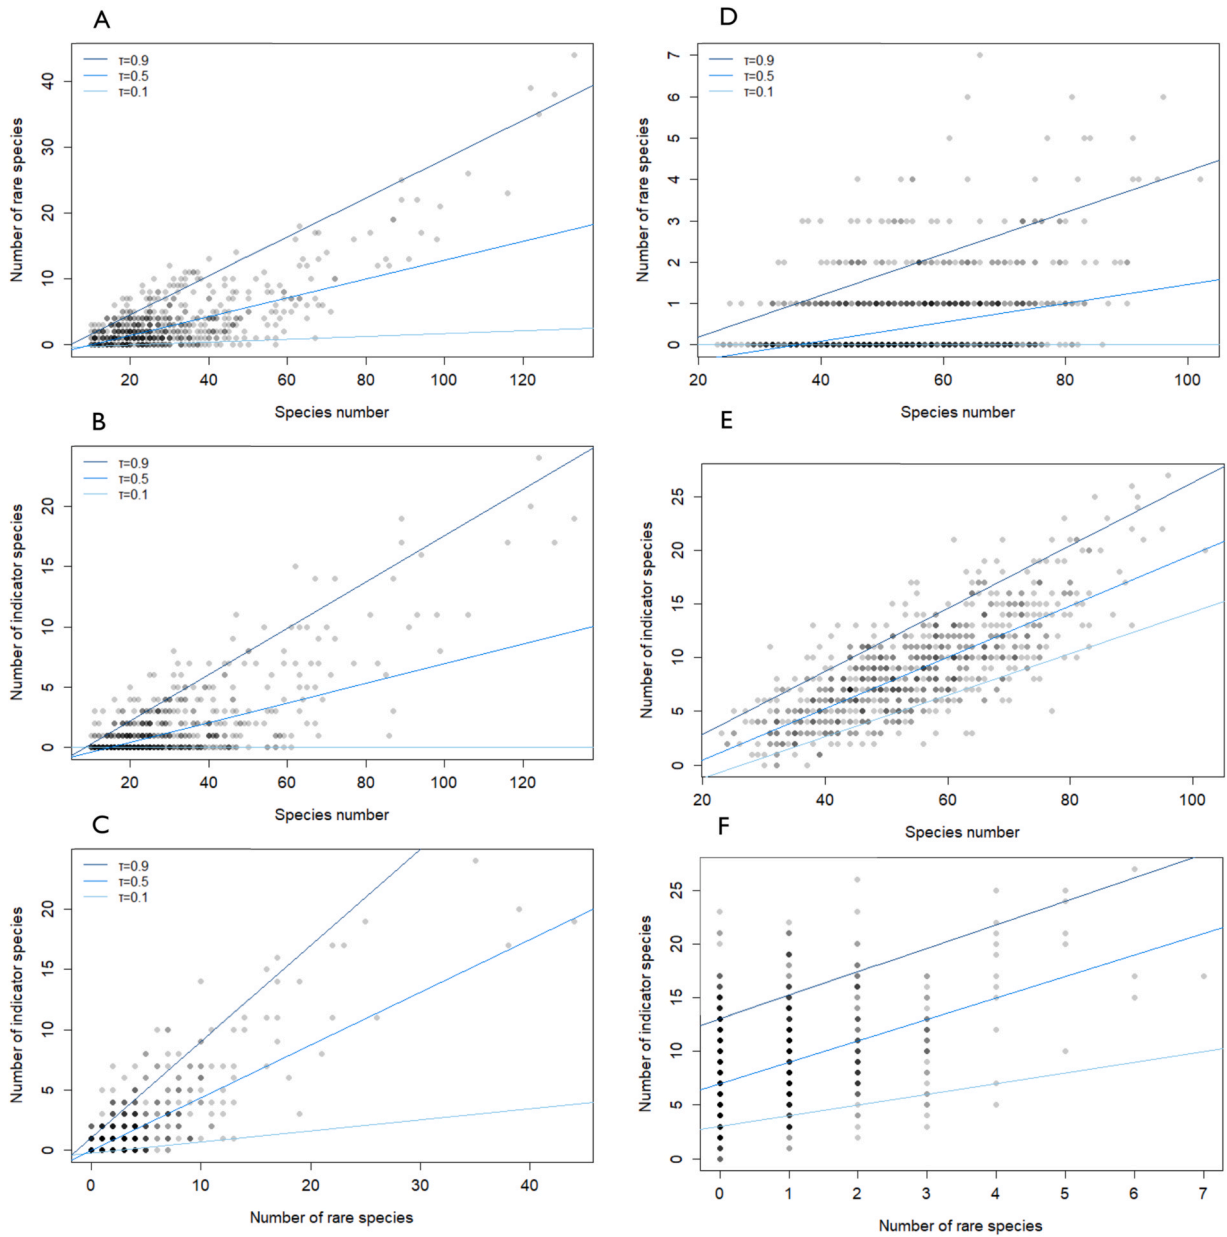 A
τ=0.9
τ=0.5
τ=0.1
Number of rare species
0 10 20 30 40
20 40 60 80 100 120
Species number
B
τ=0.9
τ=0.5
τ=0.1
Number of indicator species
0 5 10 15 20
20 40 60 80 100 120
Species number
C
τ=0.9
τ=0.5
τ=0.1
Number of indicator species
0 5 10 15 20
0 10 20 30 40
Number of rare species
D
τ=0.9
τ=0.5
τ=0.1
Number of rare species
0 1 2 3 4 5 6 7
20 40 60 80 100
Species number
E
Number of indicator species
0 5 10 15 20 25
20 40 60 80 100
Species number
F
Number of indicator species
0 5 10 15 20 25
0 1 2 3 4 5 6 7
Number of rare species